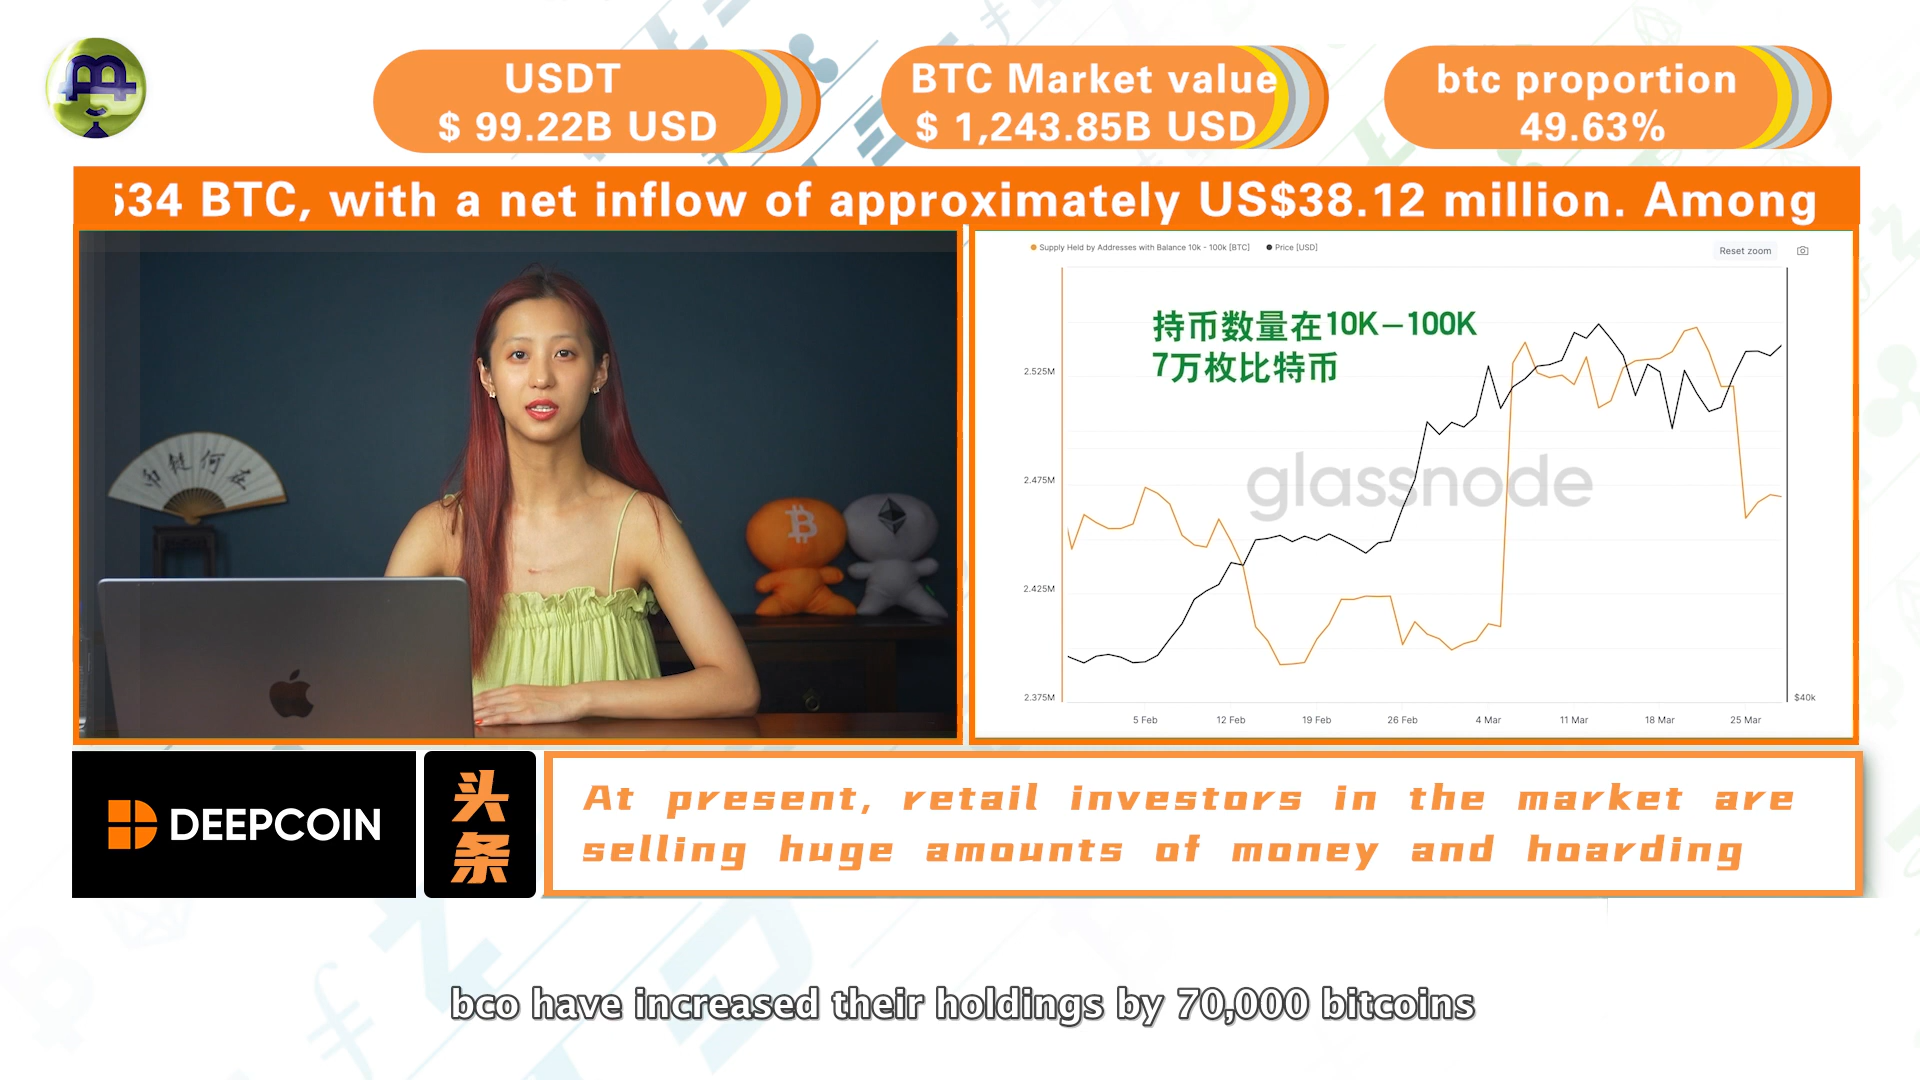 USDT
$ 99.22B USD
BTC Market value
$ 1,243.85B USD
btc proportion
49.63%
534 BTC, with a net inflow of approximately US$38.12 million. Among
Supply Held by Addresses with Balance 10k - 100k [BTC]
Price [USD]
Reset zoom
持币数量在10K—100K
7万枚比特币
glassnode
2.525M
2.475M
2.425M
2.375M
$40k
5 Feb
12 Feb
19 Feb
26 Feb
4 Mar
11 Mar
18 Mar
25 Mar
DEEPCOIN
头
条
At present, retail investors in the market are
selling huge amounts of money and hoarding
bco have increased their holdings by 70,000 bitcoins